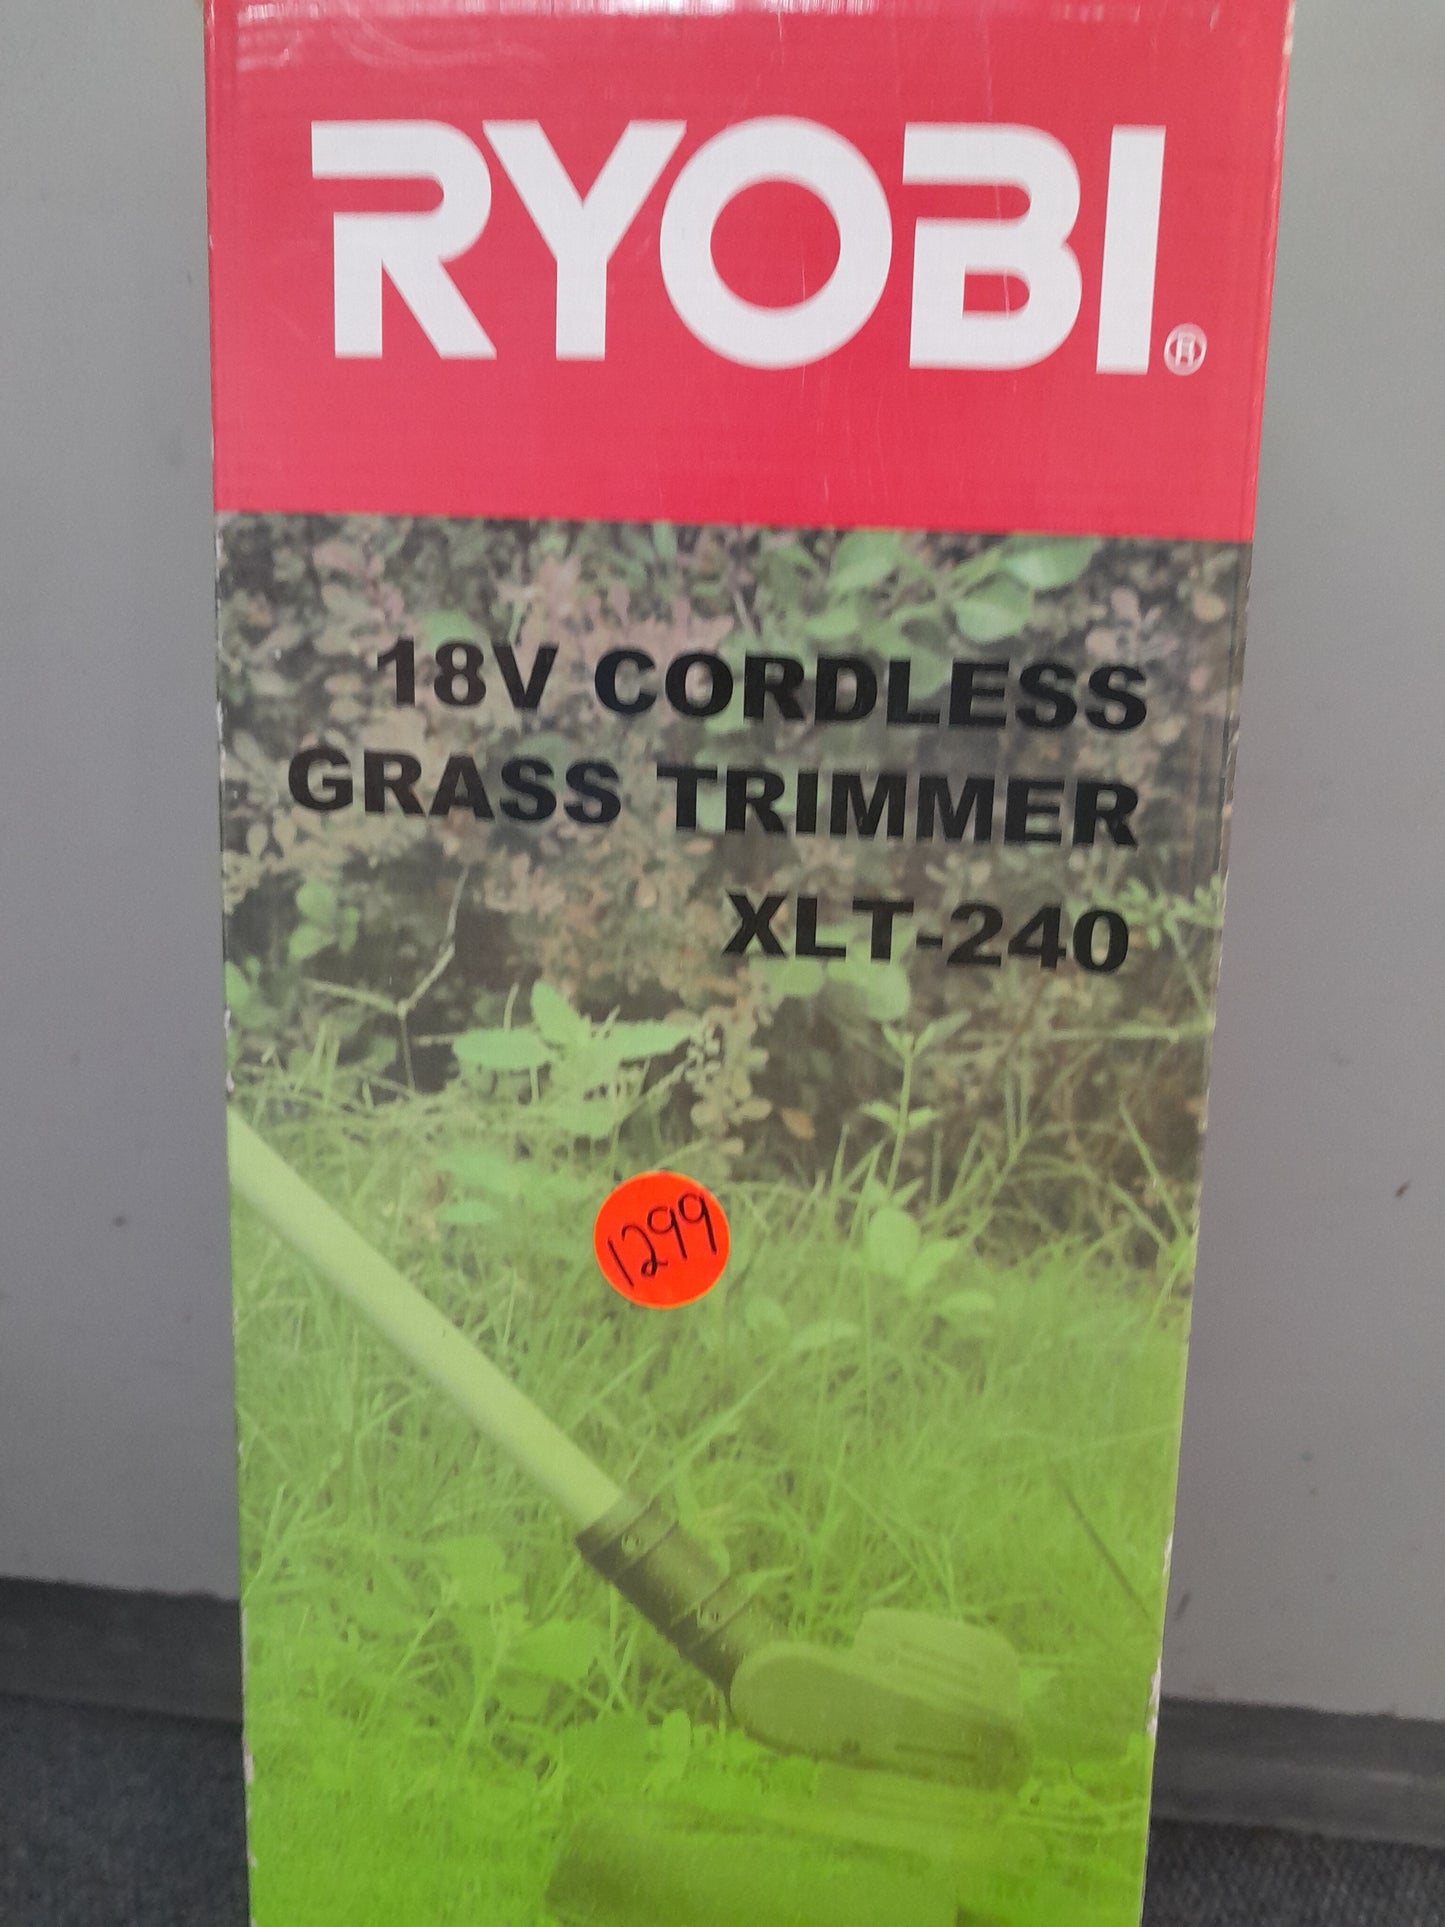 RYOBI®
18V CORDLESS
GRASS TRIMMER
XLT-240
1299